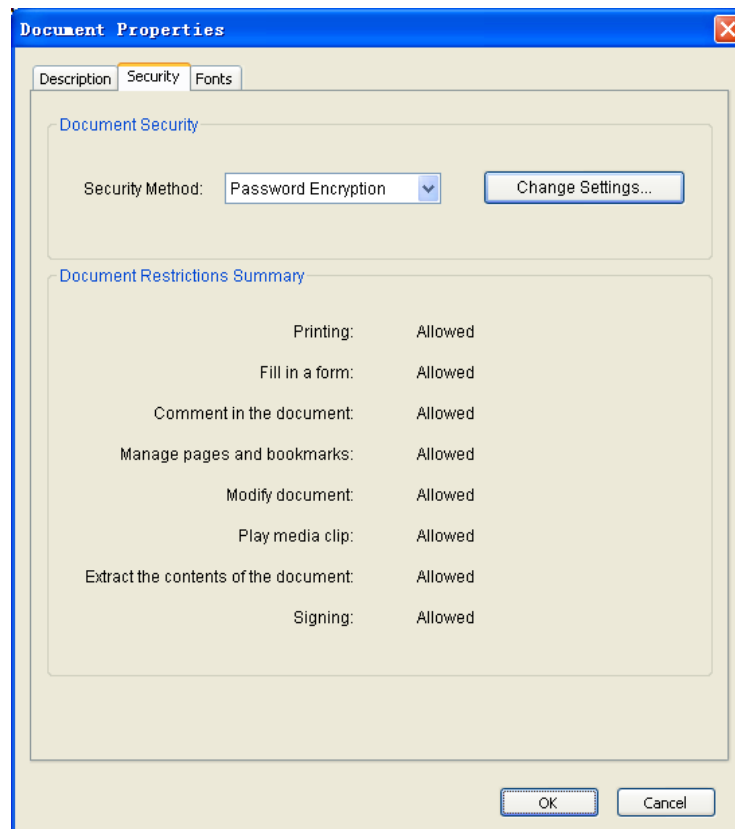 Document Properties
Description Security Fonts
Document Security
Security Method: Password Encryption Change Settings...
Document Restrictions Summary
Printing: Allowed
Fill in a form: Allowed
Comment in the document: Allowed
Manage pages and bookmarks: Allowed
Modify document: Allowed
Play media clip: Allowed
Extract the contents of the document: Allowed
Signing: Allowed
OK Cancel